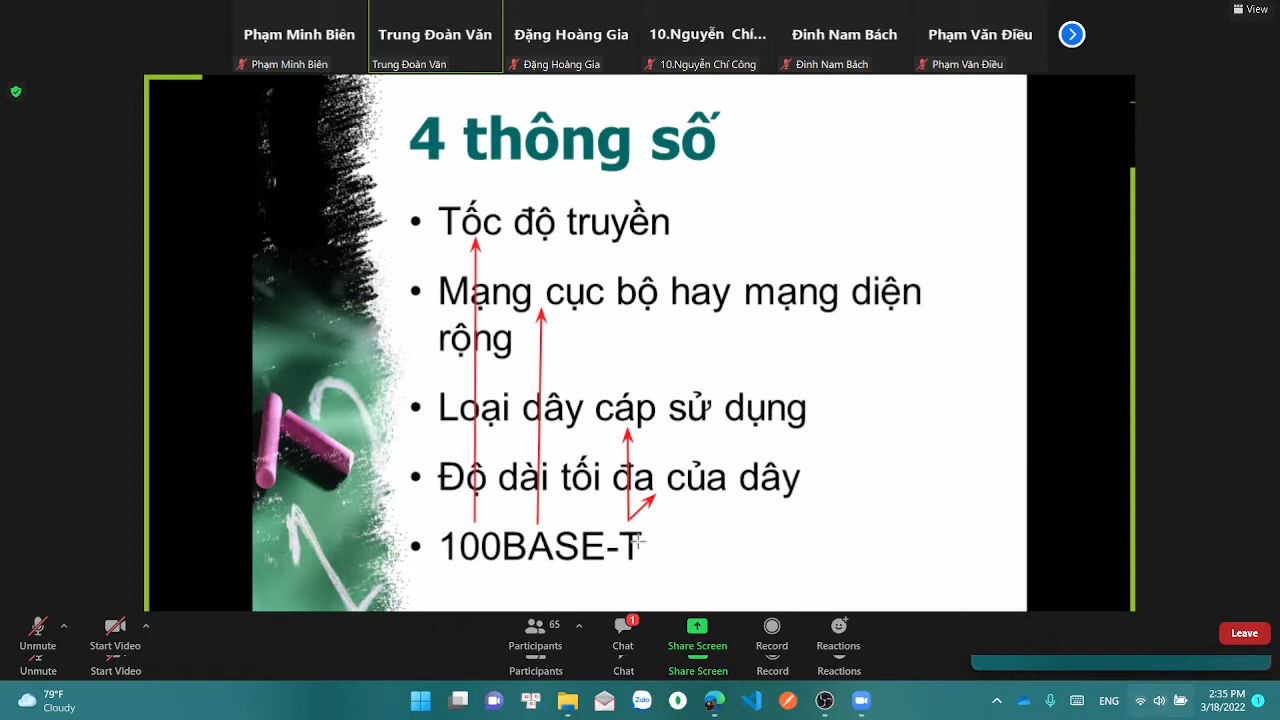 View
Phạm Minh Biên
Trung Đoàn Văn
Đặng Hoàng Gia
10.Nguyễn Chí...
Đinh Nam Bách
Phạm Văn Điều
Phạm Minh Biên
Trung Đoàn Văn
Đặng Hoàng Gia
10.Nguyễn Chí Công
Đinh Nam Bách
Phạm Văn Điều
4 thông số
• Tốc độ truyền
• Mạng cục bộ hay mạng diện
rộng
• Loại dây cáp sử dụng
• Độ dài tối đa của dây
• 100BASE-T
65
1
Unmute
Start Video
Participants
Chat
Share Screen
Record
Reactions
Leave
Unmute
Start Video
Participants
Chat
Share Screen
Record
Reactions
79°F
Cloudy
Zalo
ENG
2:35 PM
3/18/2022
1